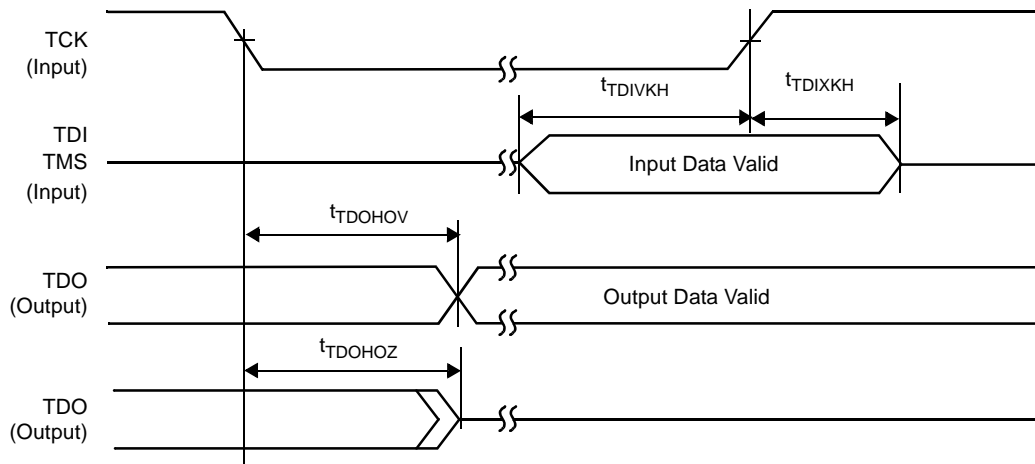 TCK
(Input)
tTDIVKH
tTDIXKH
TDI
TMS
(Input)
Input Data Valid
tTDOHOV
TDO
(Output)
Output Data Valid
tTDOHOZ
TDO
(Output)